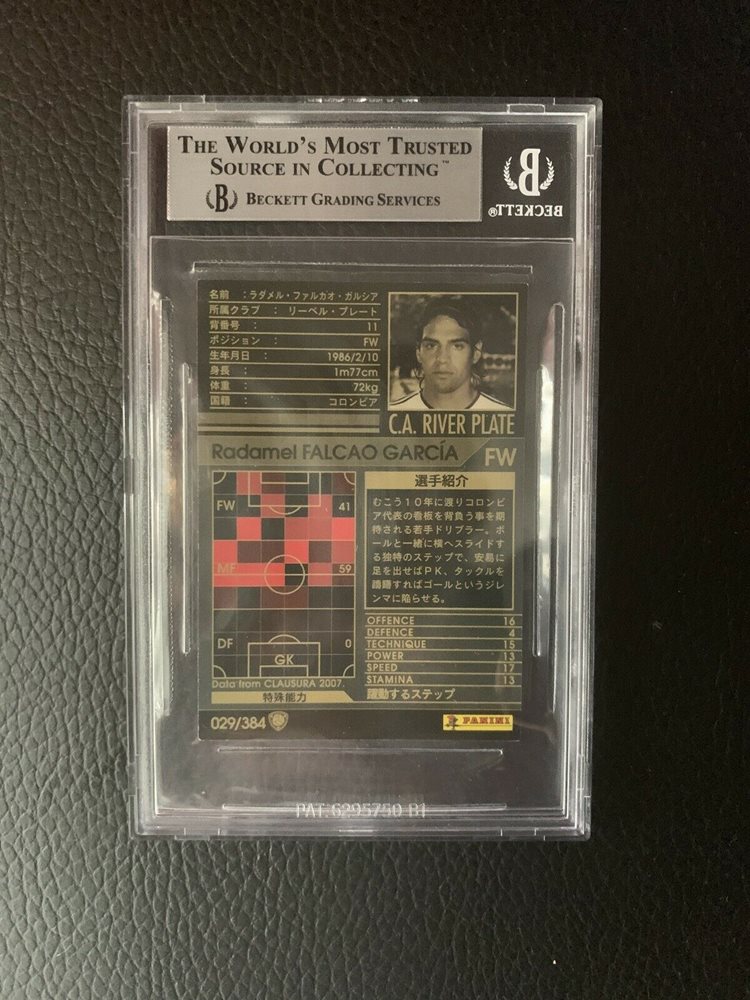 THE WORLD'S MOST TRUSTED
SOURCE IN COLLECTING™
B BECKETT GRADING SERVICES
B
BECKETT®
名前 :ラダメル・ファルカオ・ガルシア
所属クラブ : リーベル・プレート
背番号 : 11
ポジション : FW
生年月日 : 1986/2/10
身長 : 1m77cm
体重 : 72kg
国籍 : コロンビア
C.A. RIVER PLATE
Radamel FALCAO GARCÍA FW
FW 41
MF 59
DF 0
GK
Data from CLAUSURA 2007.
特殊能力
選手紹介
むこう10年に渡りコロンビ
ア代表の看板を背負う事を期
待される若手ドリブラー。ボ
ールと一緒に横へスライドす
る独特のステップで、安易に
足を出せばPK、タックルを
躊躇すればゴールというジレ
ンマに陥らせる。
OFFENCE 16
DEFENCE 4
TECHNIQUE 15
POWER 13
SPEED 17
STAMINA 13
躍動するステップ
029/384
PANINI
PAT.6295750 B1